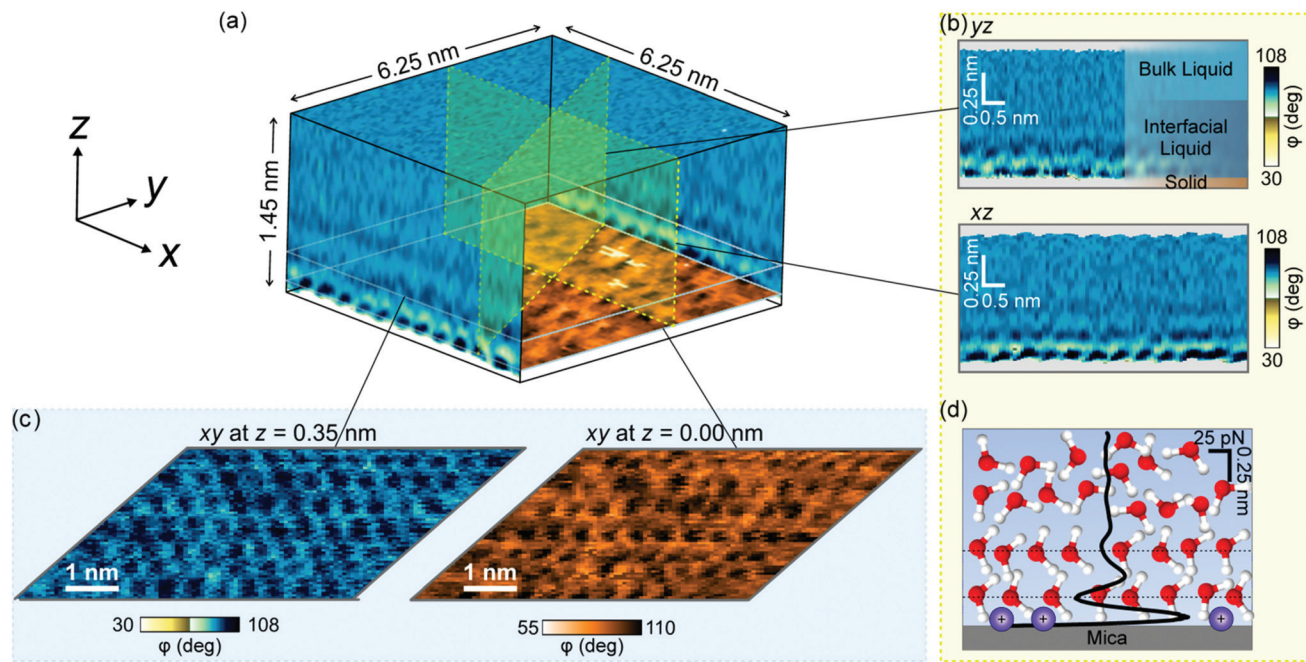 (a)
6.25 nm
6.25 nm
1.45 nm
z
y
x
(b)
yz
0.25 nm
0.5 nm
Bulk Liquid
Interfacial
Liquid
Solid
108
φ (deg)
30
xz
0.25 nm
0.5 nm
108
φ (deg)
30
(c)
xy at z = 0.35 nm
1 nm
30
108
φ (deg)
xy at z = 0.00 nm
1 nm
55
110
φ (deg)
(d)
25 pN
0.25 nm
+
+
+
Mica